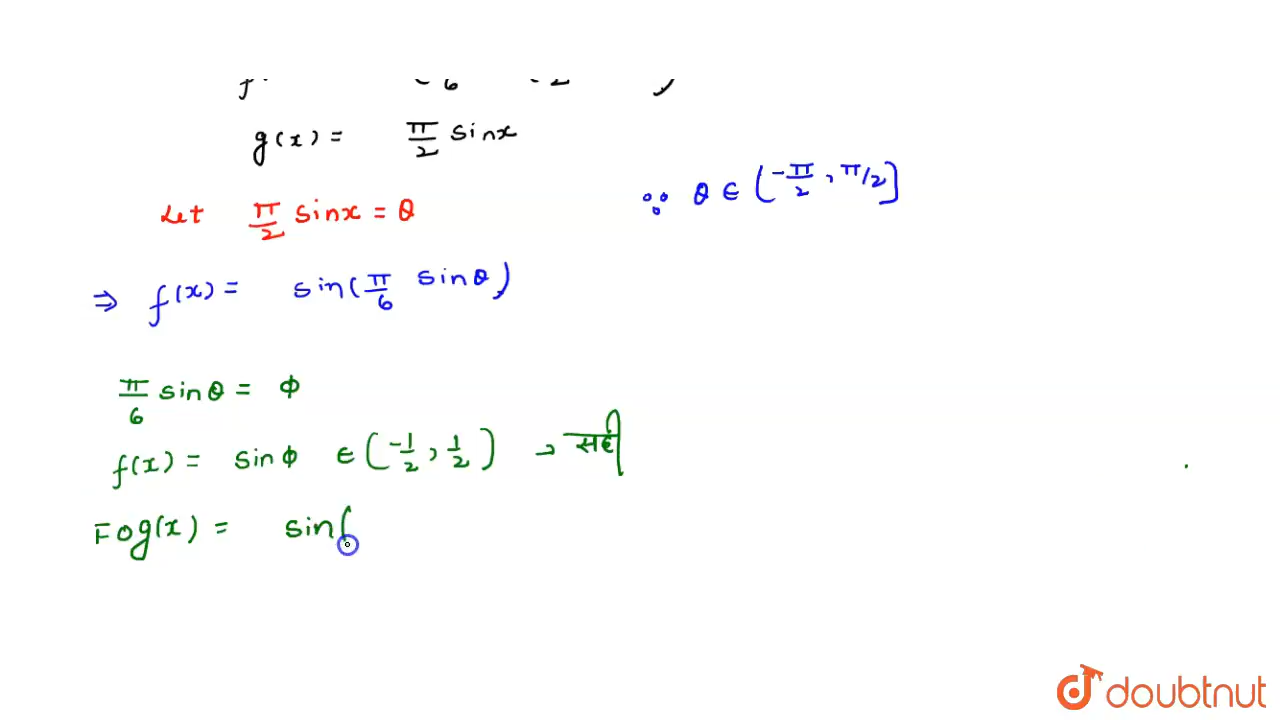 g(x) = π/2 sinx
Let π/2 sinx = θ
∵ θ ∈ [-π/2, π/2]
⇒ f(x) = sin(π/6 sinθ)
π/6 sinθ = ϕ
f(x) = sinϕ ∈ (-1/2, 1/2) →
Fog(x) = sin(
doubtnut